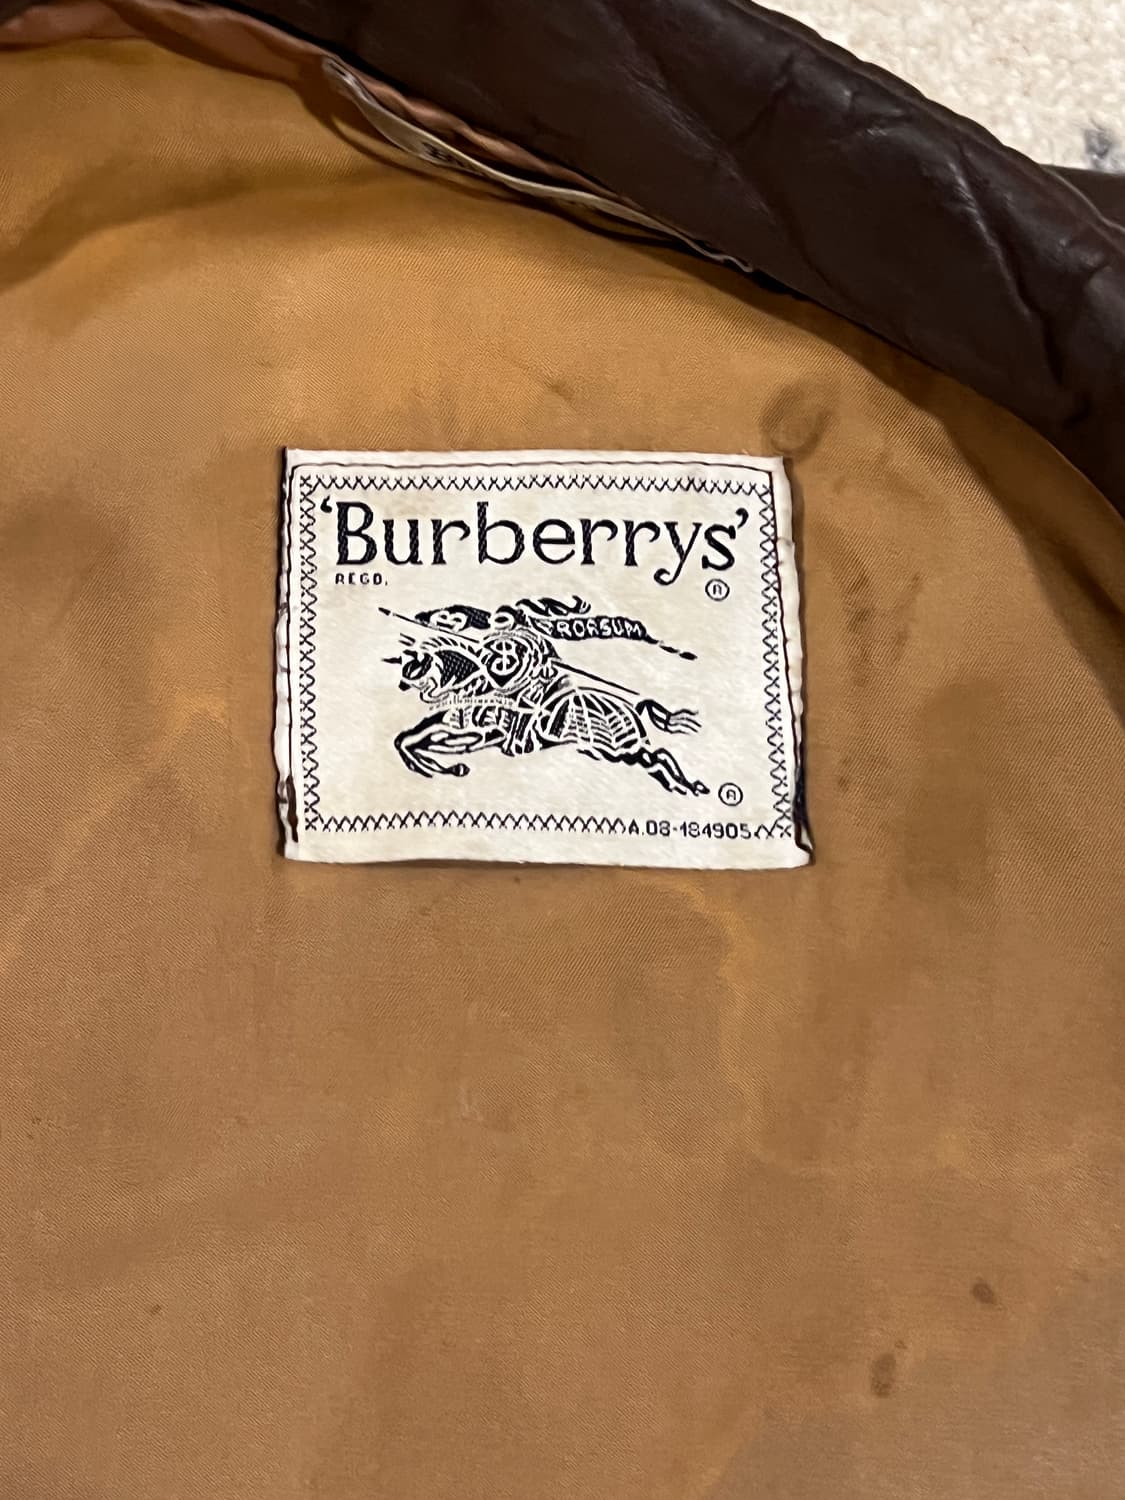 ‘Burberrys’
REGD.
®
PRORSUM
®
A.08-184905